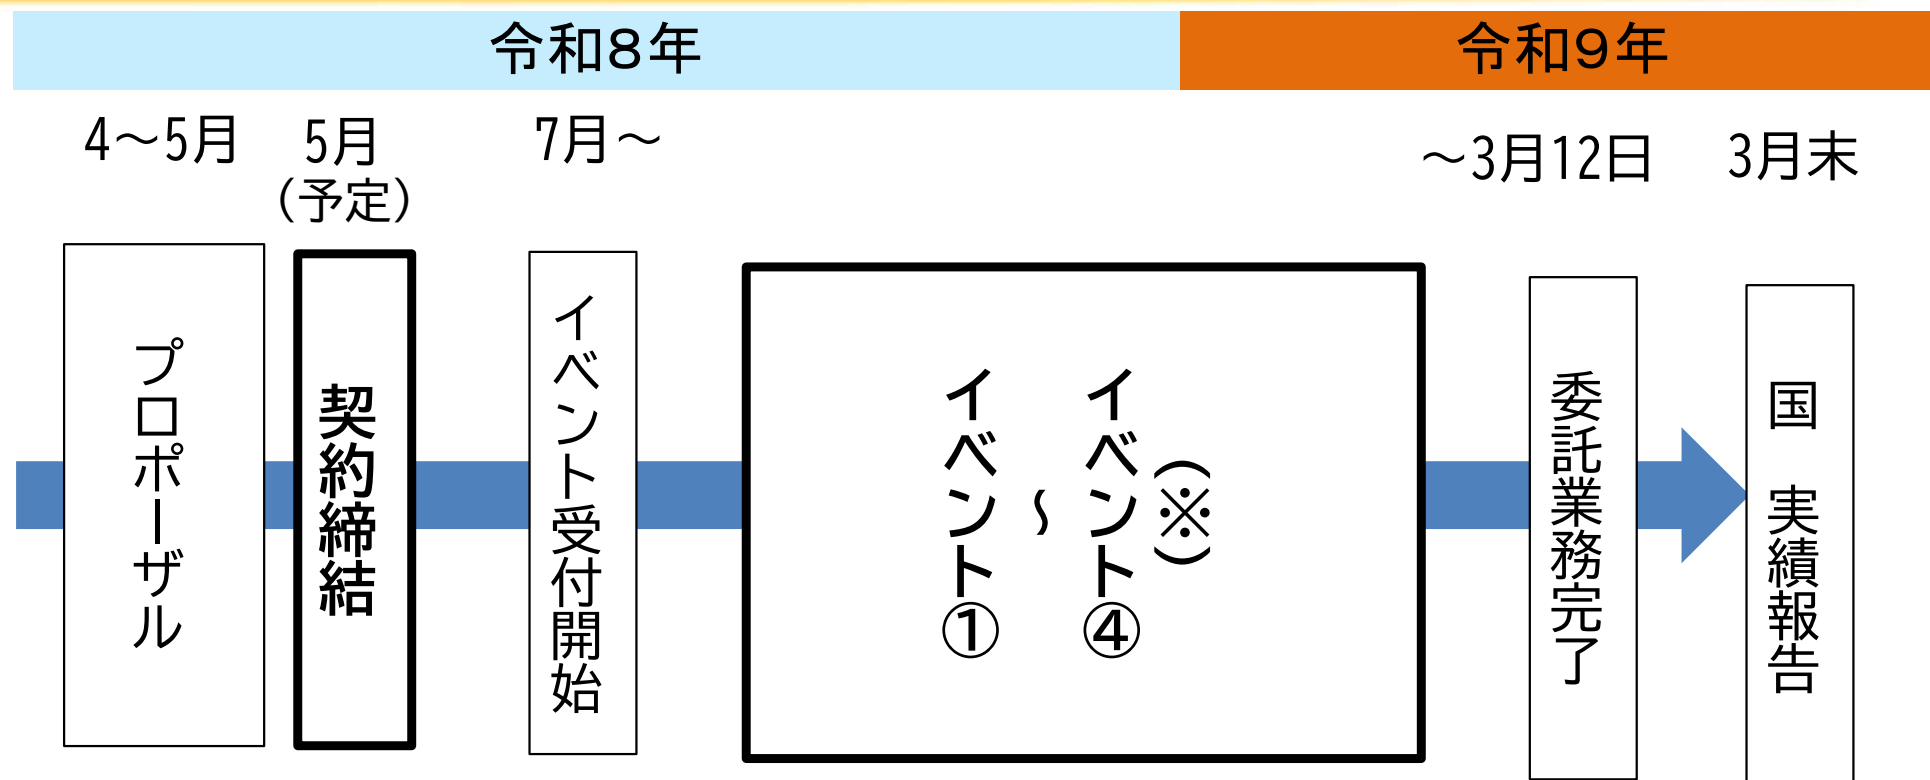 令和8年
令和9年
4～5月
5月
（予定）
7月～
～3月12日
3月末
プロポーザル
契約締結
イベント受付開始
イベント①
～
イベント④
（※）
委託業務完了
国　実績報告